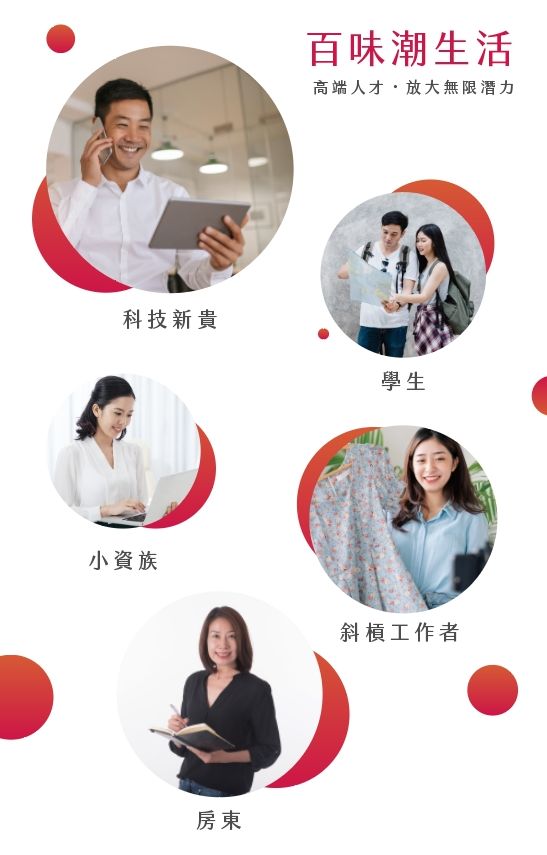 百味潮生活
高端人才・放大無限潛力
科技新貴
學生
小資族
斜槓工作者
房東